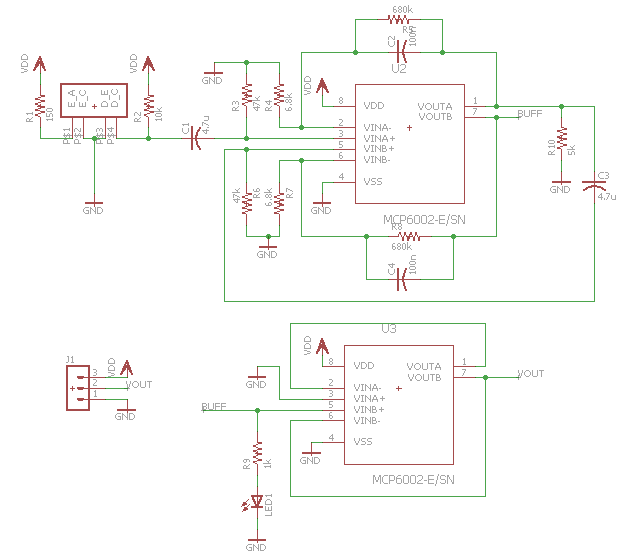 680k
R5
C2
100n
U2
VDD
R1
150
E_A
E_C
D_E
D_C
P$1
P$2
P$3
P$4
VDD
R2
10k
GND
C1
4.7u
GND
R3
47k
R4
6.8k
VDD
8
VDD
VOUTA
1
VOUTB
7
BUFF
2
VINA-
3
VINA+
5
VINB+
6
VINB-
4
VSS
MCP6002-E/SN
GND
R10
5k
GND
C3
4.7u
47k
R6
6.8k
R7
GND
R8
680k
C4
100n
J1
3
2
1
VDD
VOUT
GND
U3
VDD
8
VDD
VOUTA
1
VOUTB
7
VOUT
GND
2
VINA-
3
VINA+
BUFF
5
VINB+
6
VINB-
4
VSS
GND
MCP6002-E/SN
R9
1k
LED1
GND